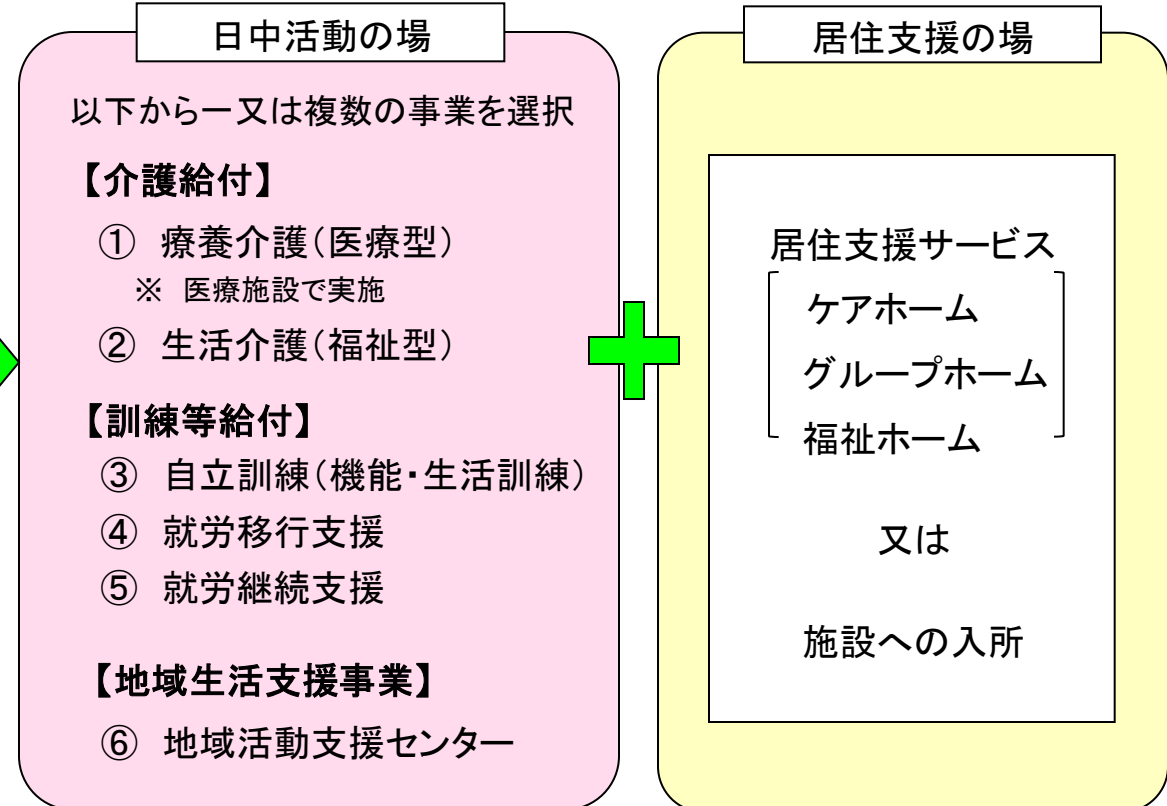 日中活動の場
以下から一又は複数の事業を選択
【介護給付】
① 療養介護(医療型)
※ 医療施設で実施
② 生活介護(福祉型)
【訓練等給付】
③ 自立訓練(機能・生活訓練)
④ 就労移行支援
⑤ 就労継続支援
【地域生活支援事業】
⑥ 地域活動支援センター
居住支援の場
居住支援サービス
ケアホーム
グループホーム
福祉ホーム
又は
施設への入所